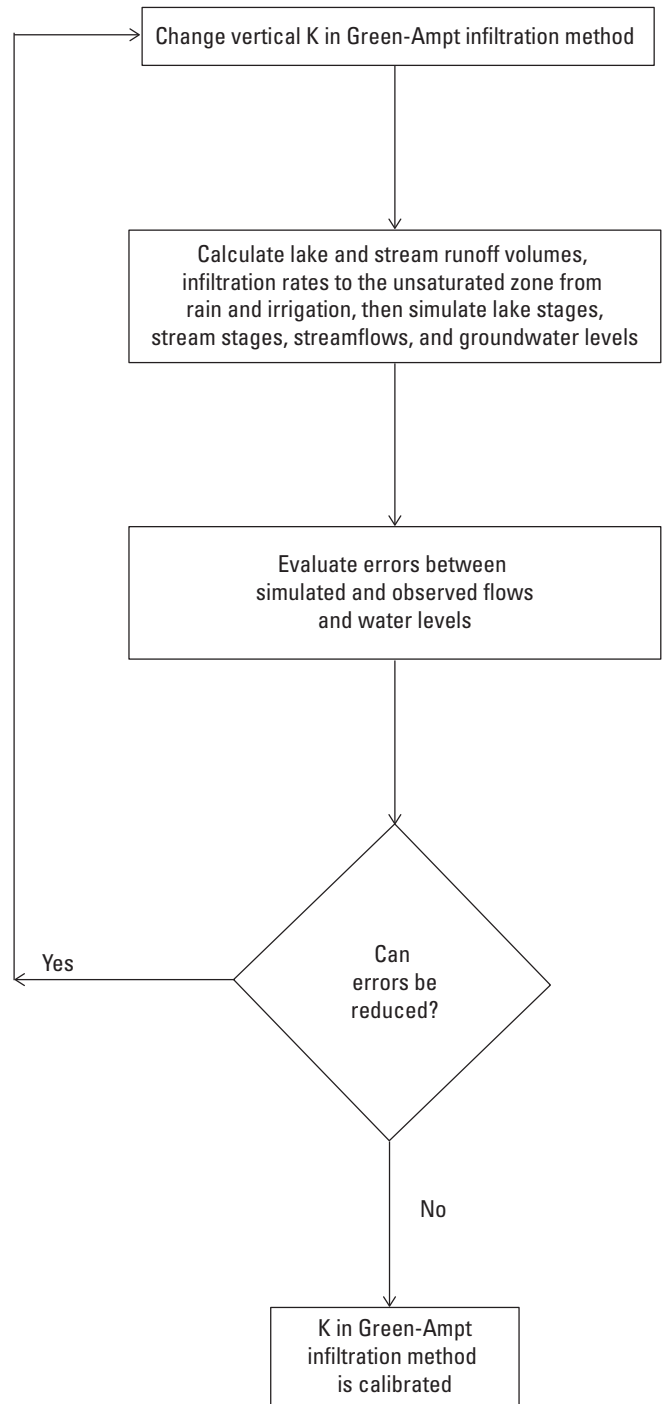 Change vertical K in Green-Ampt infiltration method
Calculate lake and stream runoff volumes,
infiltration rates to the unsaturated zone from
rain and irrigation, then simulate lake stages,
stream stages, streamflows, and groundwater levels
Evaluate errors between
simulated and observed flows
and water levels
Can
errors be
reduced?
Yes
No
K in Green-Ampt
infiltration method
is calibrated